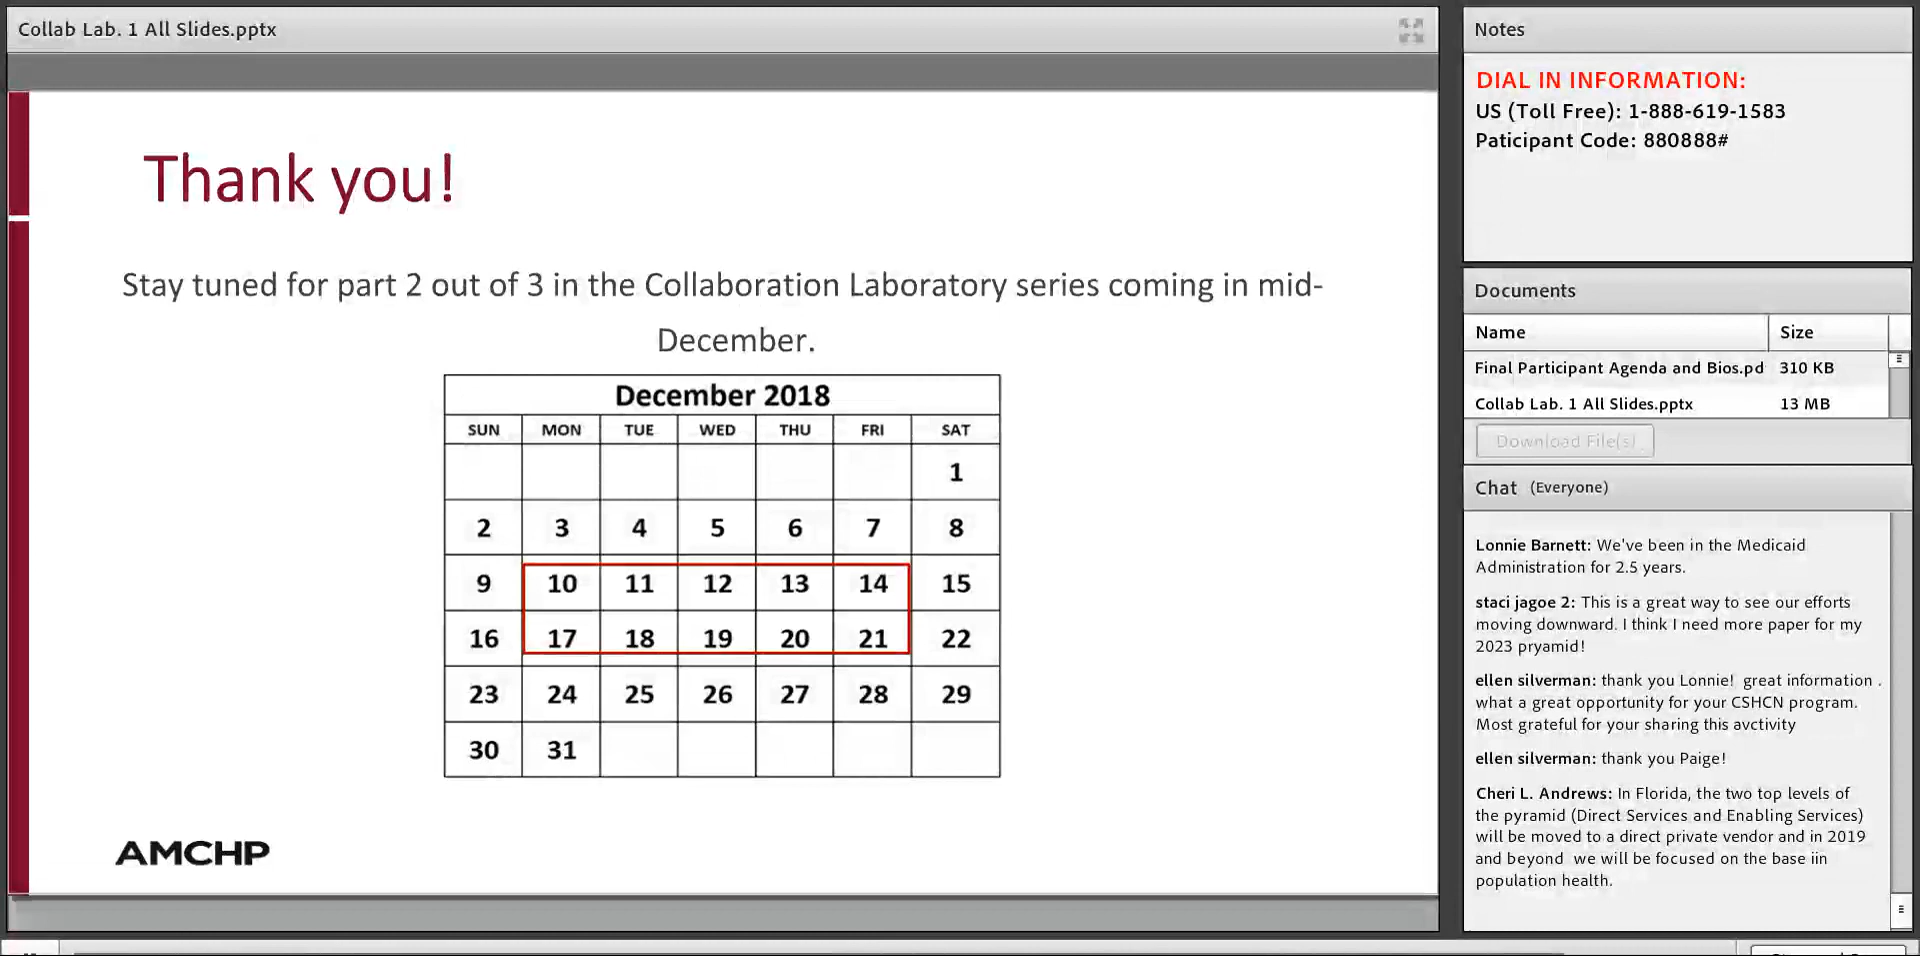 Collab Lab. 1 All Slides.pptx
Thank you!
Stay tuned for part 2 out of 3 in the Collaboration Laboratory series coming in mid-
December.
December 2018
SUN MON TUE WED THU FRI SAT
1
2 3 4 5 6 7 8
9 10 11 12 13 14 15
16 17 18 19 20 21 22
23 24 25 26 27 28 29
30 31
AMCHP
Notes
DIAL IN INFORMATION:
US (Toll Free): 1-888-619-1583
Paticipant Code: 880888#
Documents
Name Size
Final Participant Agenda and Bios.pd 310 KB
Collab Lab. 1 All Slides.pptx 13 MB
Download File(s)
Chat (Everyone)
Lonnie Barnett: We've been in the Medicaid
Administration for 2.5 years.
staci jagoe 2: This is a great way to see our efforts
moving downward. I think I need more paper for my
2023 pryamid!
ellen silverman: thank you Lonnie! great information .
what a great opportunity for your CSHCN program.
Most grateful for your sharing this avctivity
ellen silverman: thank you Paige!
Cheri L. Andrews: In Florida, the two top levels of
the pyramid (Direct Services and Enabling Services)
will be moved to a direct private vendor and in 2019
and beyond we will be focused on the base iin
population health.